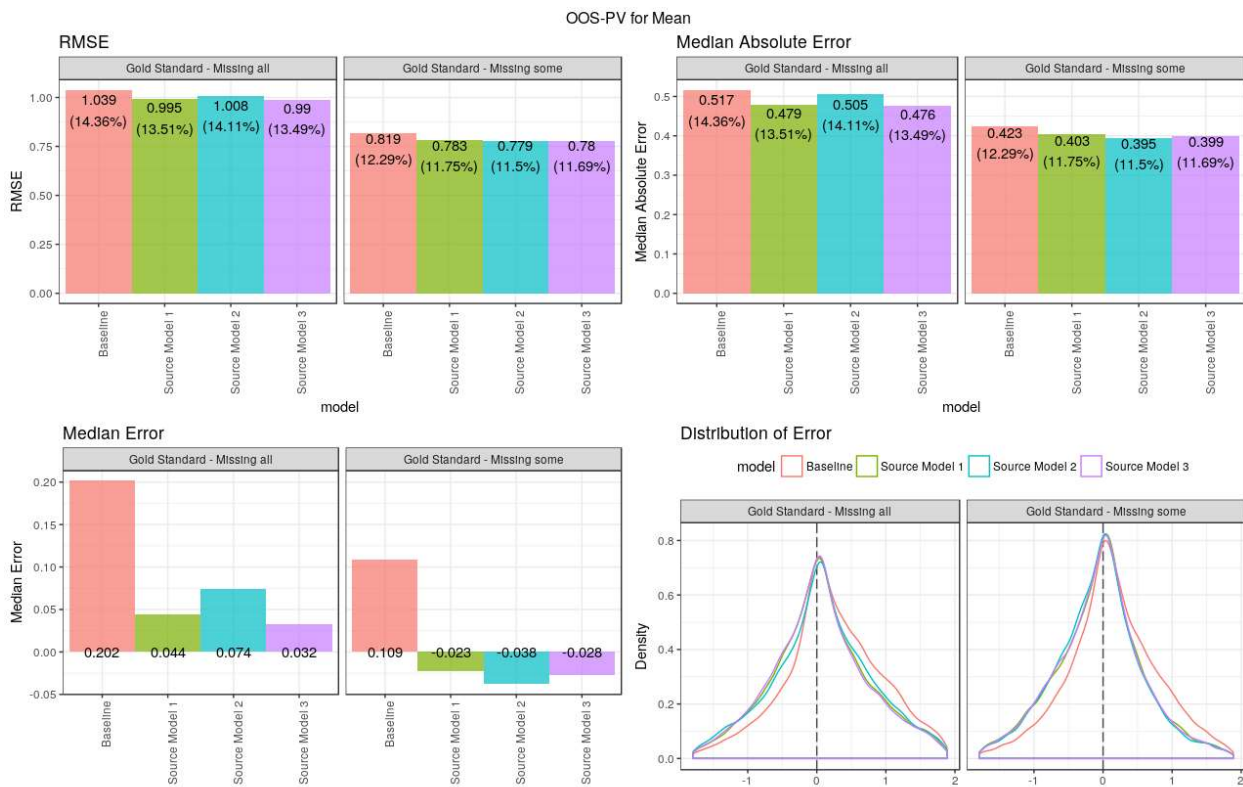 OOS-PV for Mean
RMSE
Gold Standard - Missing all
Gold Standard - Missing some
RMSE
1.00
0.75
0.50
0.25
0.00
1.039
(14.36%)
0.995
(13.51%)
1.008
(14.11%)
0.99
(13.49%)
0.819
(12.29%)
0.783
(11.75%)
0.779
(11.5%)
0.78
(11.69%)
Baseline
Source Model 1
Source Model 2
Source Model 3
Baseline
Source Model 1
Source Model 2
Source Model 3
model
Median Absolute Error
Gold Standard - Missing all
Gold Standard - Missing some
Median Absolute Error
0.5
0.4
0.3
0.2
0.1
0.0
0.517
(14.36%)
0.479
(13.51%)
0.505
(14.11%)
0.476
(13.49%)
0.423
(12.29%)
0.403
(11.75%)
0.395
(11.5%)
0.399
(11.69%)
Baseline
Source Model 1
Source Model 2
Source Model 3
Baseline
Source Model 1
Source Model 2
Source Model 3
model
Median Error
Gold Standard - Missing all
Gold Standard - Missing some
Median Error
0.20
0.15
0.10
0.05
0.00
-0.05
0.202
0.044
0.074
0.032
0.109
-0.023
-0.038
-0.028
Baseline
Source Model 1
Source Model 2
Source Model 3
Baseline
Source Model 1
Source Model 2
Source Model 3
Distribution of Error
model
Baseline
Source Model 1
Source Model 2
Source Model 3
Gold Standard - Missing all
Gold Standard - Missing some
Density
0.8
0.6
0.4
0.2
0.0
-1
0
1
2
-1
0
1
2